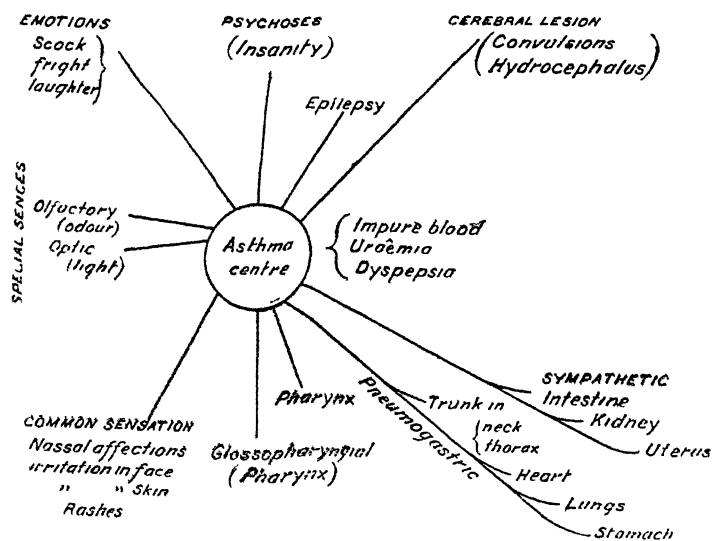 EMOTIONS
Scock
fright
laughter
PSYCHOSES
(Insanity)
CEREBRAL LESION
(Convulsions
Hydrocephalus)
Epilepsy
SPECIAL SENCES
Olfactory
(odour)
Optic
(light)
Asthma
centre
Impure blood
Uraêmia
Dyspepsia
COMMON SENSATION
Nassal affections
irritation in face
" " Skin
Rashes
Glossopharyngial
(Pharynx)
Pharynx
Pneumogastric
Trunk in
neck
thorax
Heart
Lungs
Stomach
SYMPATHETIC
Intestine
Kidney
Uterus